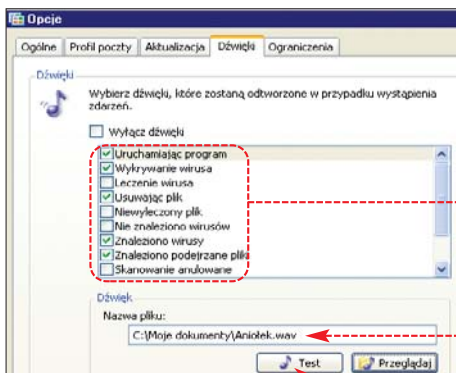 Opcje
Ogólne Profil poczty Aktualizacja Dźwięki Ograniczenia
Dźwięki
Wybierz dźwięki, które zostaną odtworzone w przypadku wystąpienia
zdarzeń.
Wyłącz dźwięki
Uruchamiając program
Wykrywanie wirusa
Leczenie wirusa
Usuwając plik
Niewyleczony plik
Nie znaleziono wirusów
Znaleziono wirusy
Znaleziono podejrzane pliki
Skanowanie anulowane
Dźwięk
Nazwa pliku:
C:\Moje dokumenty\Aniołek.wav
Test Przeglądaj